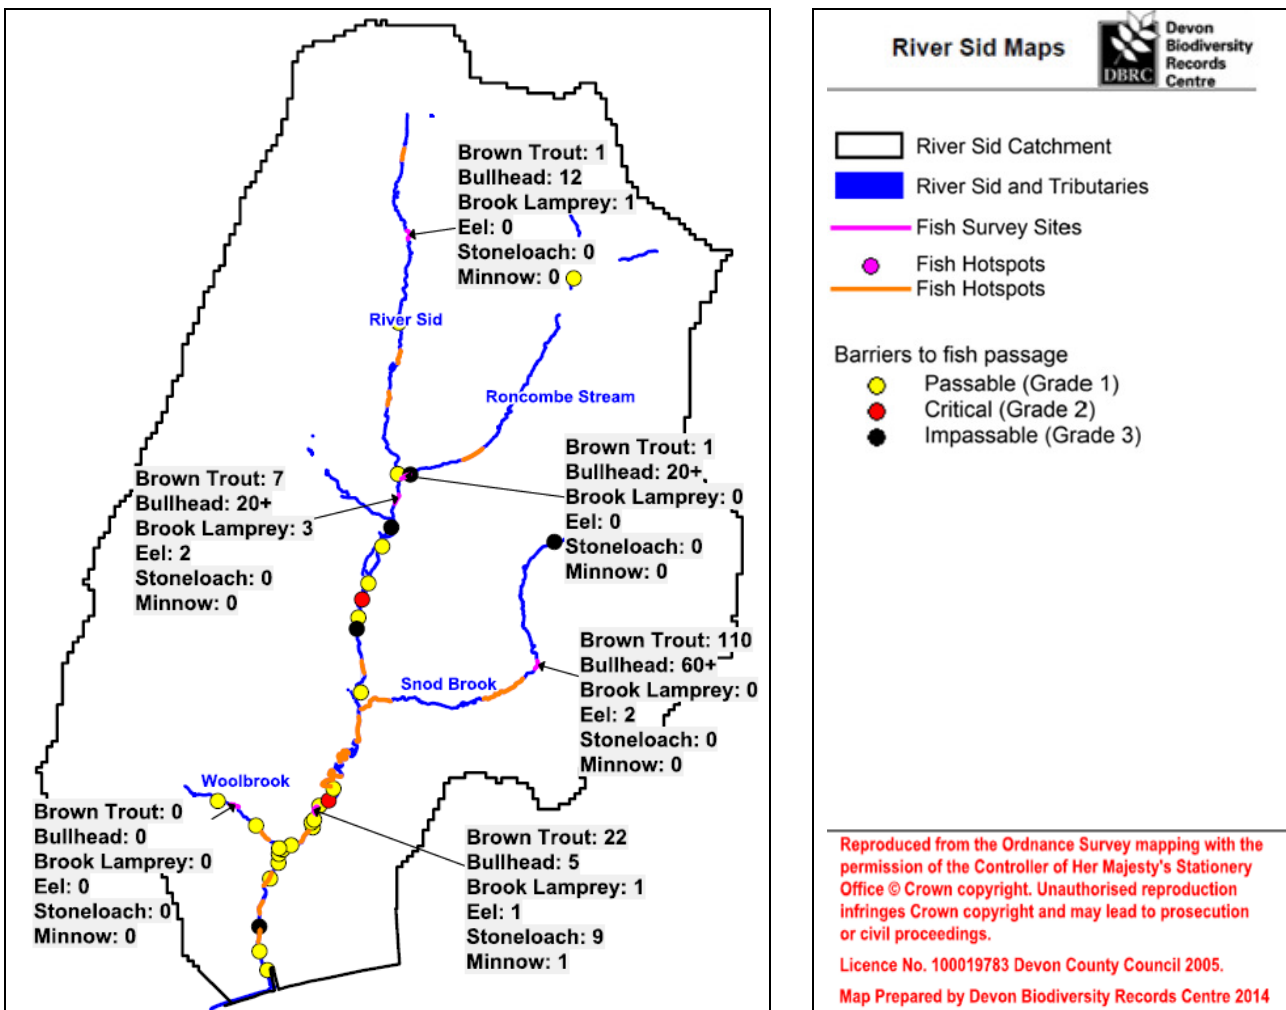 Brown Trout: 1
Bullhead: 12
Brook Lamprey: 1
Eel: 0
Stoneloach: 0
Minnow: 0
River Sid
Roncombe Stream
Brown Trout: 1
Bullhead: 20+
Brook Lamprey: 0
Eel: 0
Stoneloach: 0
Minnow: 0
Brown Trout: 7
Bullhead: 20+
Brook Lamprey: 3
Eel: 2
Stoneloach: 0
Minnow: 0
Brown Trout: 110
Bullhead: 60+
Brook Lamprey: 0
Eel: 2
Stoneloach: 0
Minnow: 0
Snod Brook
Woolbrook
Brown Trout: 0
Bullhead: 0
Brook Lamprey: 0
Eel: 0
Stoneloach: 0
Minnow: 0
Brown Trout: 22
Bullhead: 5
Brook Lamprey: 1
Eel: 1
Stoneloach: 9
Minnow: 1
River Sid Maps
DBRC
Devon
Biodiversity
Records
Centre
River Sid Catchment
River Sid and Tributaries
Fish Survey Sites
Fish Hotspots
Fish Hotspots
Barriers to fish passage
Passable (Grade 1)
Critical (Grade 2)
Impassable (Grade 3)
Reproduced from the Ordnance Survey mapping with the
permission of the Controller of Her Majesty's Stationery
Office © Crown copyright. Unauthorised reproduction
infringes Crown copyright and may lead to prosecution
or civil proceedings.
Licence No. 100019783 Devon County Council 2005.
Map Prepared by Devon Biodiversity Records Centre 2014